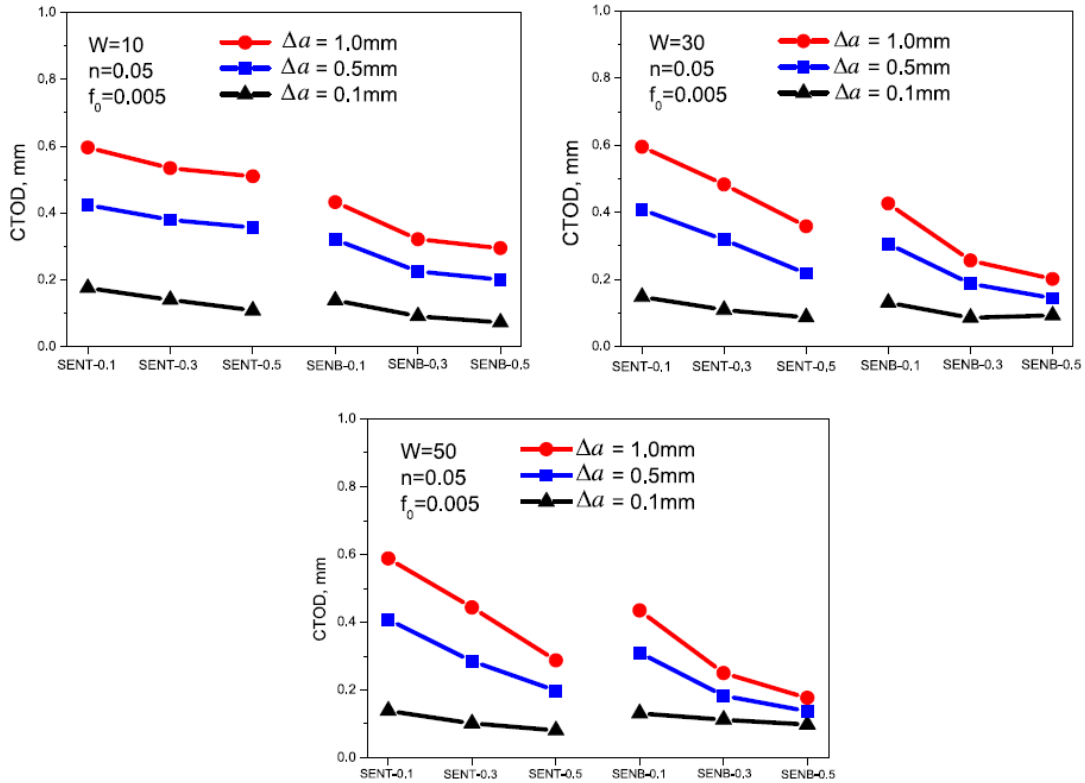 1.0
0.8
0.6
0.4
0.2
0.0
CTOD, mm
W=10
n=0.05
f₀=0.005
Δa = 1.0mm
Δa = 0.5mm
Δa = 0.1mm
SENT-0.1 SENT-0.3 SENT-0.5 SENB-0.1 SENB-0.3 SENB-0.5
1.0
0.8
0.6
0.4
0.2
0.0
CTOD, mm
W=30
n=0.05
f₀=0.005
Δa = 1.0mm
Δa = 0.5mm
Δa = 0.1mm
SENT-0.1 SENT-0.3 SENT-0.5 SENB-0.1 SENB-0.3 SENB-0.5
1.0
0.8
0.6
0.4
0.2
0.0
CTOD, mm
W=50
n=0.05
f₀=0.005
Δa = 1.0mm
Δa = 0.5mm
Δa = 0.1mm
SENT-0.1 SENT-0.3 SENT-0.5 SENB-0.1 SENB-0.3 SENB-0.5